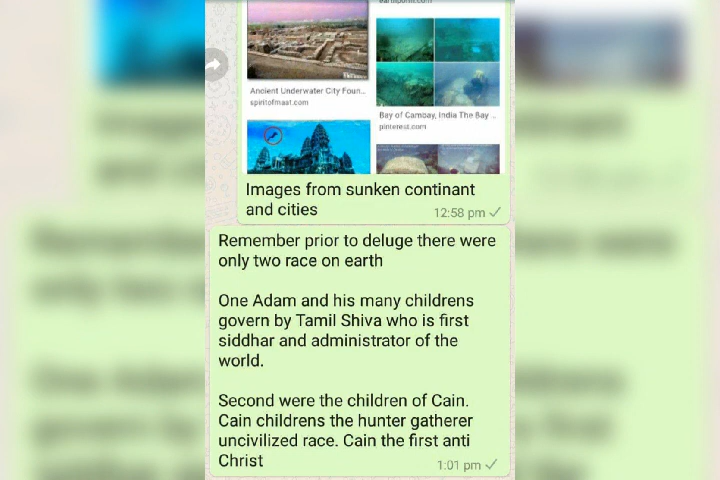 earthpoint.com
Ancient Underwater City Foun...
spiritofmaat.com
Bay of Cambay, India The Bay ...
pinterest.com
Images from sunken continant
and cities
12:58 pm
Remember prior to deluge there were
only two race on earth
One Adam and his many childrens
govern by Tamil Shiva who is first
siddhar and administrator of the
world.
Second were the children of Cain.
Cain childrens the hunter gatherer
uncivilized race. Cain the first anti
Christ
1:01 pm